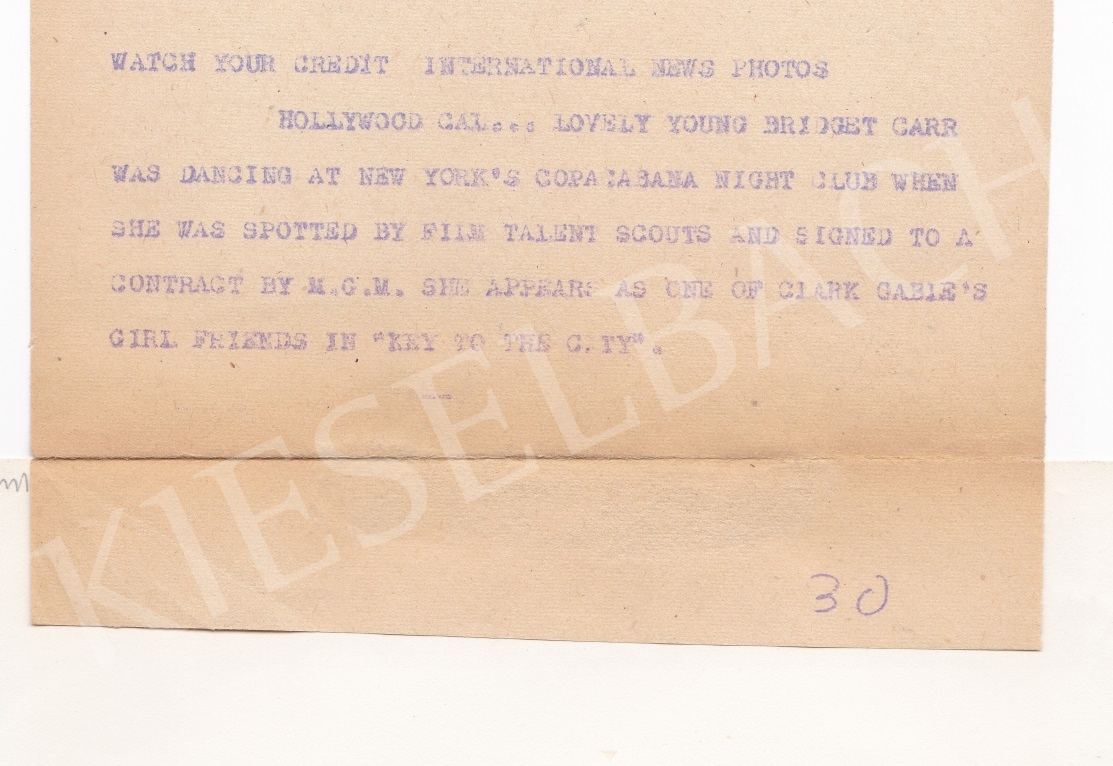 WATCH YOUR CREDIT INTERNATIONAL NEWS PHOTOS
HOLLYWOOD CAL... LOVELY YOUNG BRIDGET CARR
WAS DANCING AT NEW YORK'S COPACABANA NIGHT CLUB WHEN
SHE WAS SPOTTED BY FILM TALENT SCOUTS AND SIGNED TO A
CONTRACT BY M.G.M. SHE APPEARS AS ONE OF CLARK GABLE'S
GIRL FRIENDS IN "KEY TO THE CITY".
KIESELBACH
30